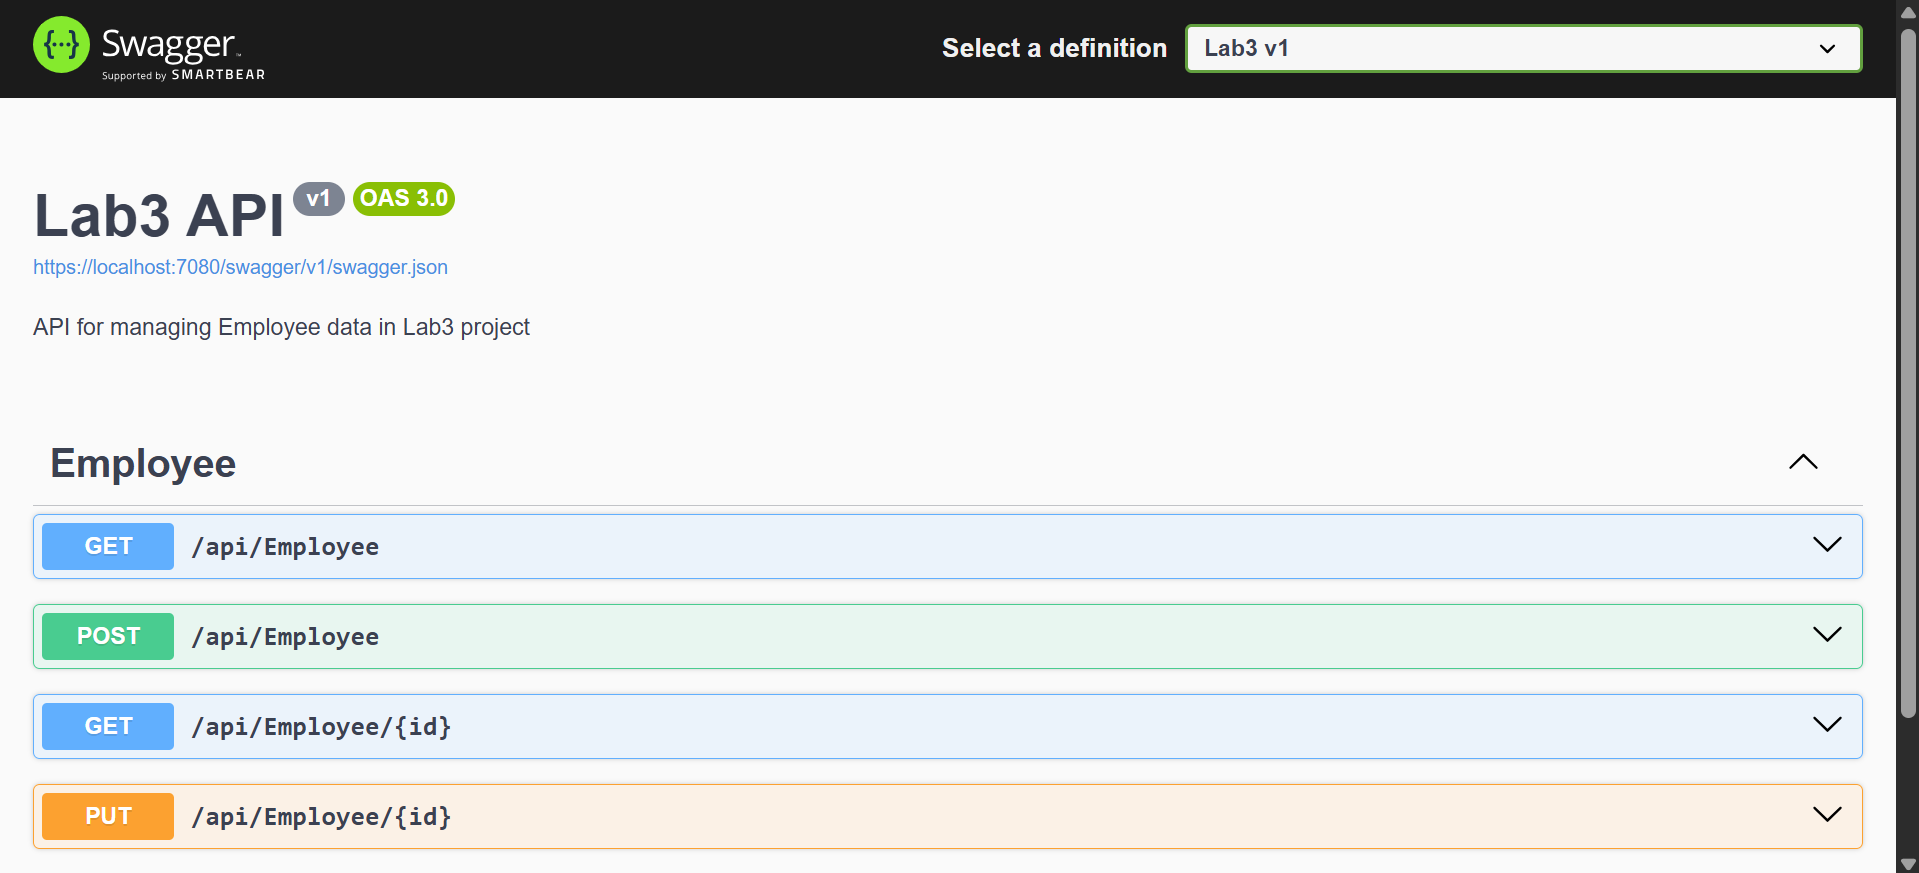 {···} Swagger™
Supported by SMARTBEAR
Select a definition
Lab3 v1
Lab3 API v1 OAS 3.0
https://localhost:7080/swagger/v1/swagger.json
API for managing Employee data in Lab3 project
Employee
GET /api/Employee
POST /api/Employee
GET /api/Employee/{id}
PUT /api/Employee/{id}